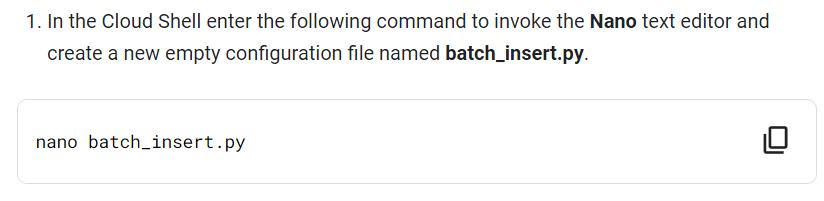 1. In the Cloud Shell enter the following command to invoke the Nano text editor and
create a new empty configuration file named batch_insert.py.
nano batch_insert.py